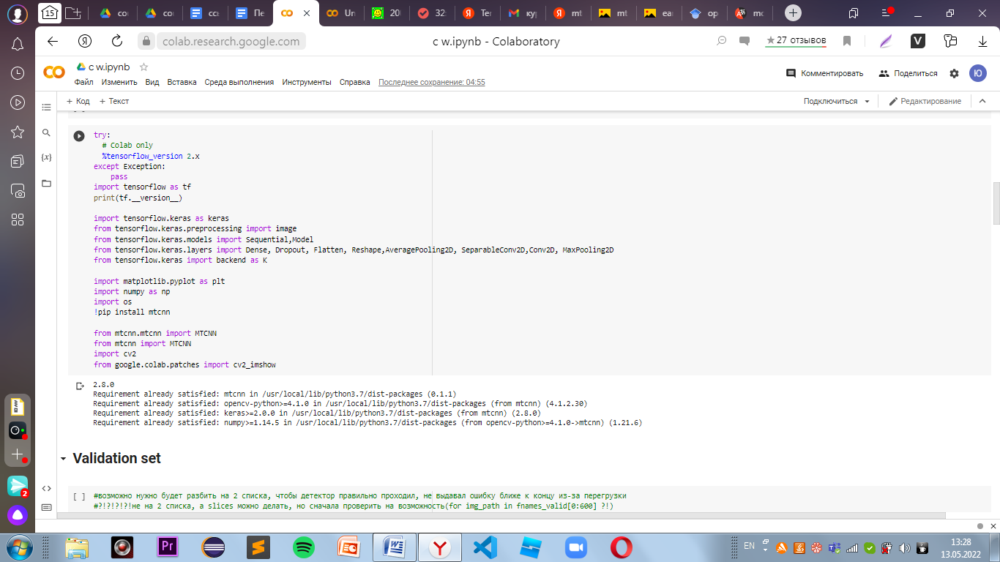 15
co
co
ccı
Пе
Un
20
32:
Те
кур
mt
mt
ea
op
mc
colab.research.google.com
c w.ipynb - Colaboratory
★ 27 отзывов
c w.ipynb
Файл Изменить Вид Вставка Среда выполнения Инструменты Справка Последнее сохранение: 04:55
Комментировать Поделиться Ю
+ Код + Текст
Подключиться Редактирование
try:
# Colab only
%tensorflow_version 2.x
except Exception:
pass
import tensorflow as tf
print(tf.__version__)
import tensorflow.keras as keras
from tensorflow.keras.preprocessing import image
from tensorflow.keras.models import Sequential,Model
from tensorflow.keras.layers import Dense, Dropout, Flatten, Reshape,AveragePooling2D, SeparableConv2D,Conv2D, MaxPooling2D
from tensorflow.keras import backend as K
import matplotlib.pyplot as plt
import numpy as np
import os
!pip install mtcnn
from mtcnn.mtcnn import MTCNN
from mtcnn import MTCNN
import cv2
from google.colab.patches import cv2_imshow
2.8.0
Requirement already satisfied: mtcnn in /usr/local/lib/python3.7/dist-packages (0.1.1)
Requirement already satisfied: opencv-python>=4.1.0 in /usr/local/lib/python3.7/dist-packages (from mtcnn) (4.1.2.30)
Requirement already satisfied: keras>=2.0.0 in /usr/local/lib/python3.7/dist-packages (from mtcnn) (2.8.0)
Requirement already satisfied: numpy>=1.14.5 in /usr/local/lib/python3.7/dist-packages (from opencv-python>=4.1.0->mtcnn) (1.21.6)
Validation set
[ ] #возможно нужно будет разбить на 2 списка, чтобы детектор правильно проходил, не выдавал ошибку ближе к концу из-за перегрузки
#?!?!?!?!не на 2 списка, а slices можно делать, но сначала проверить на возможность(for img_path in fnames_valid[0:600] ?!)
2
Pr
EN
13:28
13.05.2022